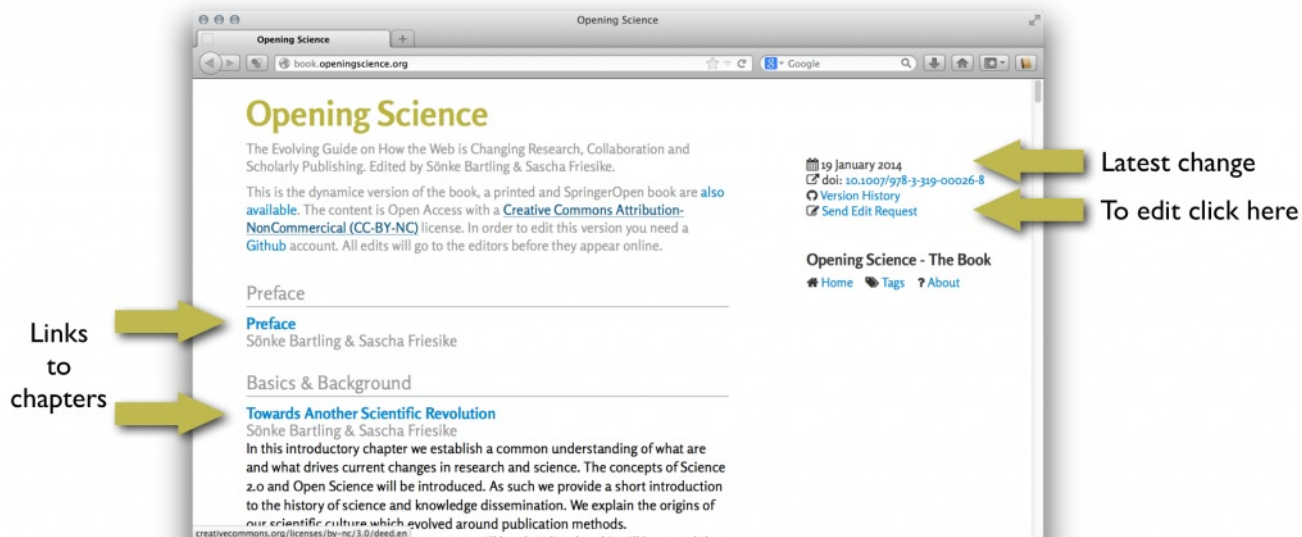 Opening Science
Opening Science
book.openingscience.org
Google
Opening Science
The Evolving Guide on How the Web is Changing Research, Collaboration and
Scholarly Publishing. Edited by Sönke Bartling & Sascha Friesike.
This is the dynamice version of the book, a printed and SpringerOpen book are also
available. The content is Open Access with a Creative Commons Attribution-
NonCommercical (CC-BY-NC) license. In order to edit this version you need a
Github account. All edits will go to the editors before they appear online.
19 January 2014
doi: 10.1007/978-3-319-00026-8
Version History
Send Edit Request
Latest change
To edit click here
Opening Science - The Book
Home Tags ? About
Links
to
chapters
Preface
Preface
Sönke Bartling & Sascha Friesike
Basics & Background
Towards Another Scientific Revolution
Sönke Bartling & Sascha Friesike
In this introductory chapter we establish a common understanding of what are
and what drives current changes in research and science. The concepts of Science
2.0 and Open Science will be introduced. As such we provide a short introduction
to the history of science and knowledge dissemination. We explain the origins of
our scientific culture which evolved around publication methods.
creativecommons.org/licenses/by-nc/3.0/deed.en